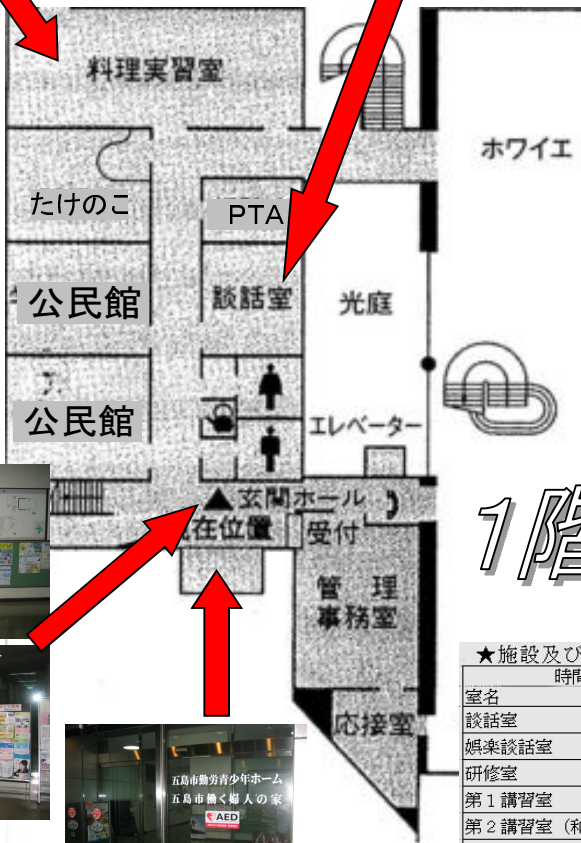 料理実習室
ホワイエ
たけのこ
PTA
公民館
談話室
光庭
公民館
エレベーター
玄関ホール
在位置
受付
1階
管理
事務室
応接室
五島市勤労青少年ホーム
五島市働く婦人の家
AED
★施設及び
時間
室名
談話室
娯楽談話室
研修室
第1講習室
第2講習室(和